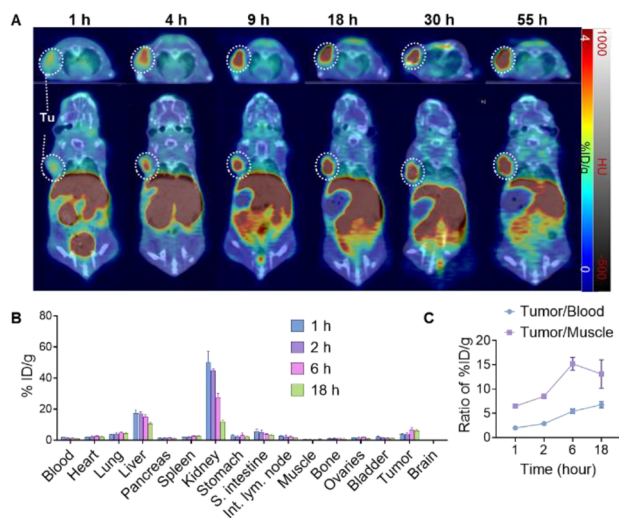 A
1 h 4 h 9 h 18 h 30 h 55 h
Tu
4
%ID/g
0
1000
HU
-500
B
% ID/g
80
60
40
20
0
1 h
2 h
6 h
18 h
Blood
Heart
Lung
Liver
Pancreas
Spleen
Kidney
Stomach
S. intestine
Int. lym. node
Muscle
Bone
Ovaries
Bladder
Tumor
Brain
C
Tumor/Blood
Tumor/Muscle
Ratio of %ID/g
20
15
10
5
0
1 2 6 18
Time (hour)